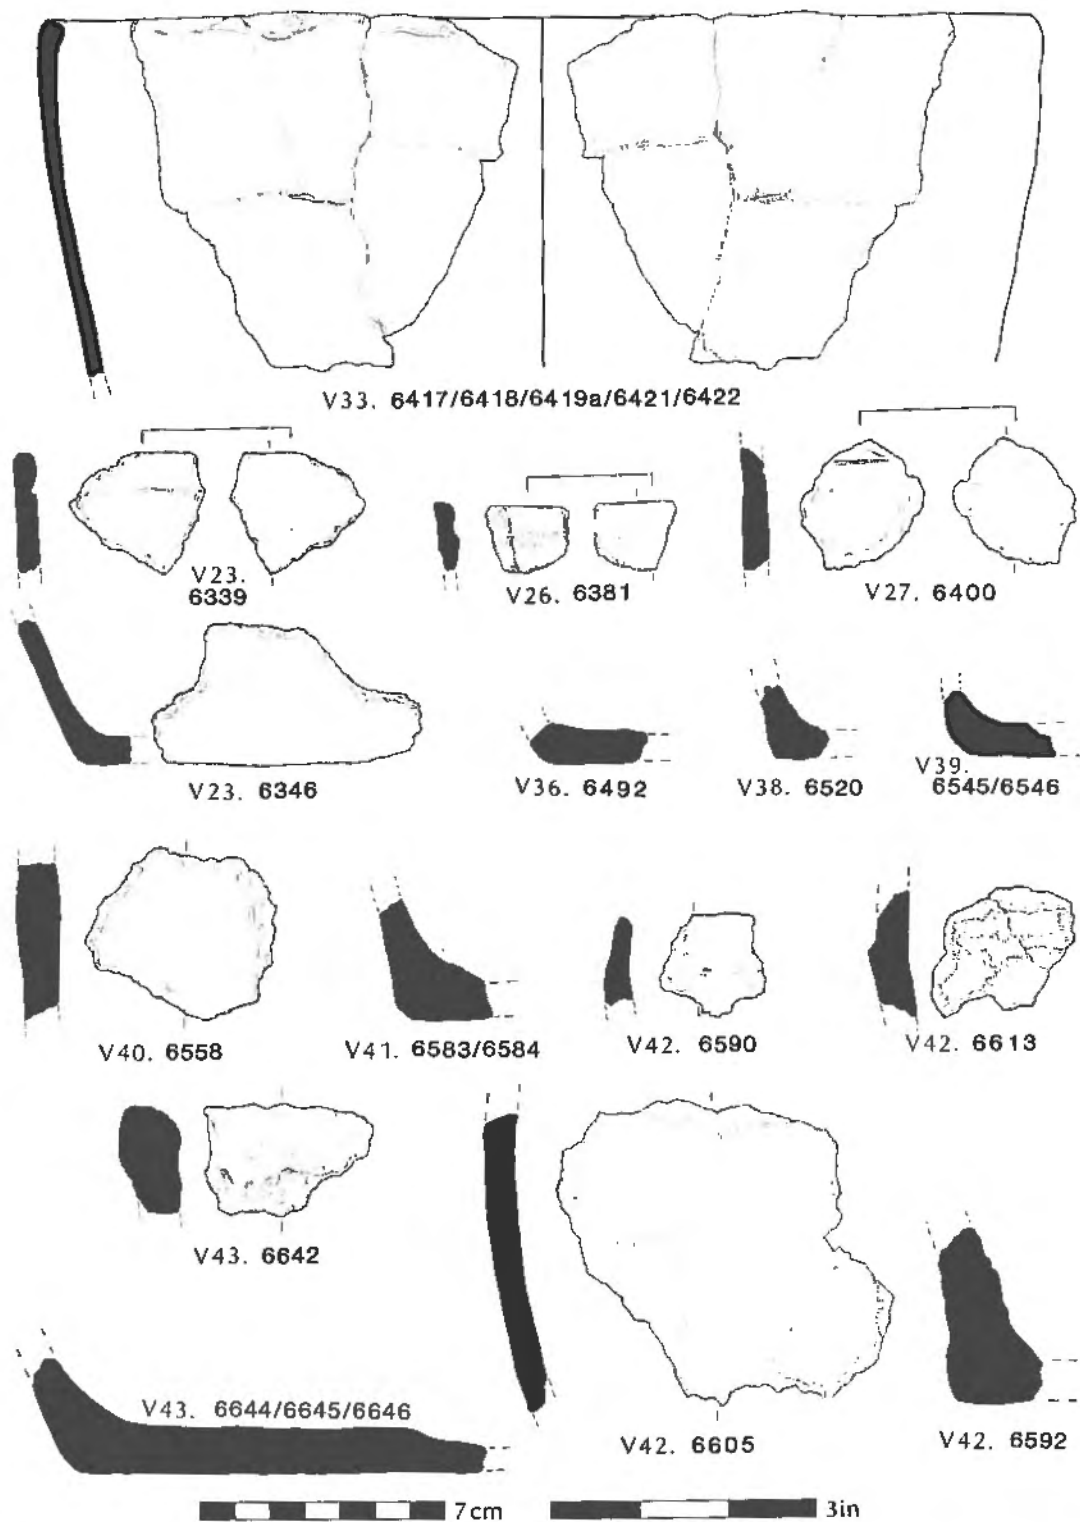 V33. 6417/6418/6419a/6421/6422
V23.
6339
V26. 6381
V27. 6400
V23. 6346
V36. 6492
V38. 6520
V39.
6545/6546
V40. 6558
V41. 6583/6584
V42. 6590
V42. 6613
V43. 6642
V43. 6644/6645/6646
V42. 6605
V42. 6592
7cm
3in